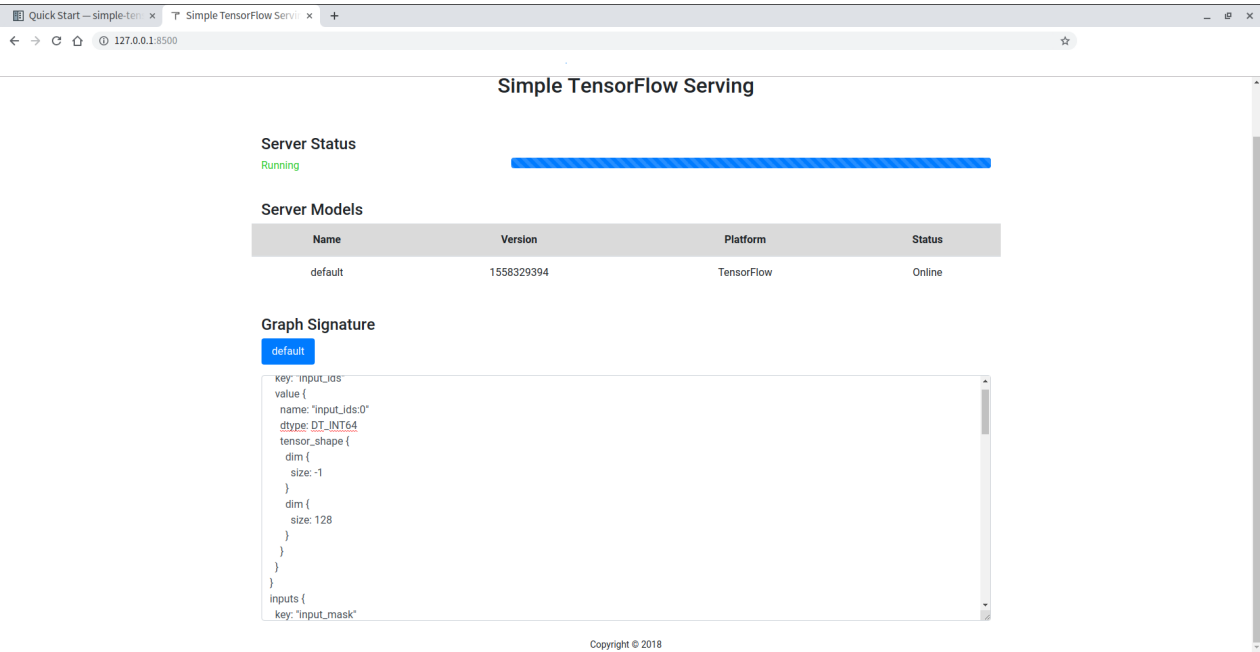 Quick Start — simple-ten
Simple TensorFlow Servi
127.0.0.1:8500
Simple TensorFlow Serving
Server Status
Running
Server Models
Name Version Platform Status
default 1558329394 TensorFlow Online
Graph Signature
default
key: "input_ids"
value {
name: "input_ids:0"
dtype: DT_INT64
tensor_shape {
dim {
size: -1
}
dim {
size: 128
}
}
}
}
inputs {
key: "input_mask"
Copyright © 2018